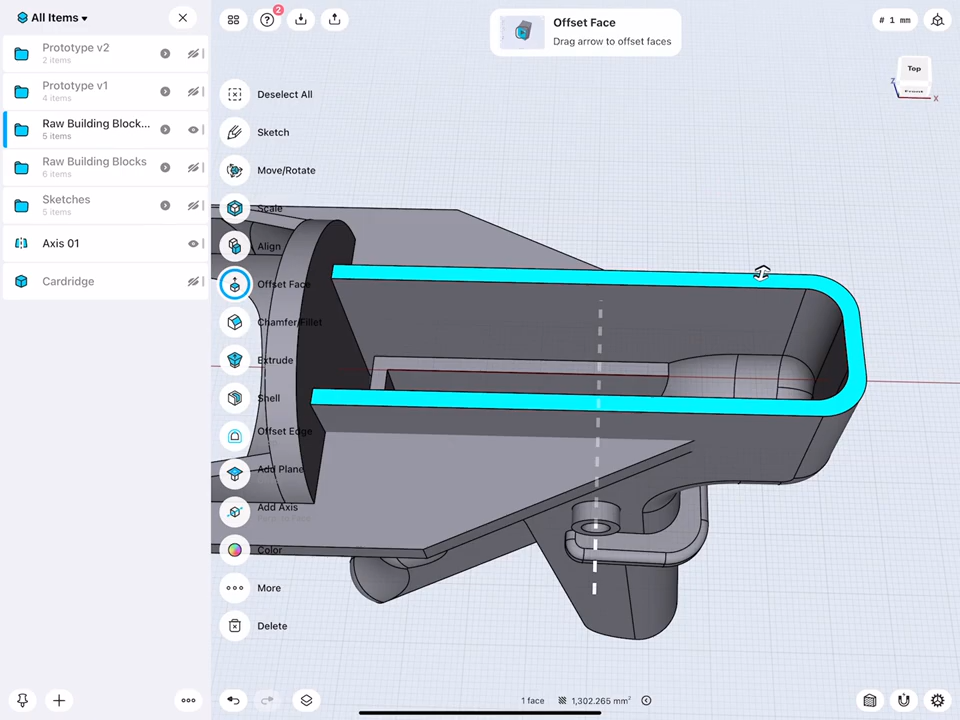 All Items ▾
Prototype v2
2 items
Prototype v1
4 items
Raw Building Block...
5 items
Raw Building Blocks
6 items
Sketches
5 items
Axis 01
Cardridge
2
Offset Face
Drag arrow to offset faces
# 1 mm
Top
Front
Z
X
Deselect All
Sketch
Move/Rotate
Scale
Align
Offset Face
Chamfer/Fillet
Extrude
Shell
Offset Edge
Add Plane
Add Axis
Color
More
Delete
1 face 1,302.265 mm²